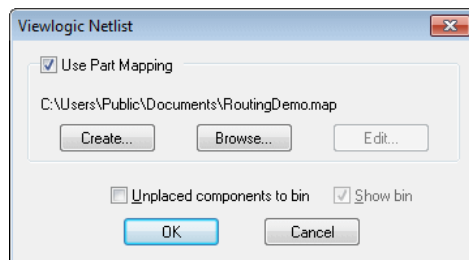 Viewlogic Netlist
Use Part Mapping
C:\Users\Public\Documents\RoutingDemo.map
Create... Browse... Edit...
Unplaced components to bin Show bin
OK Cancel